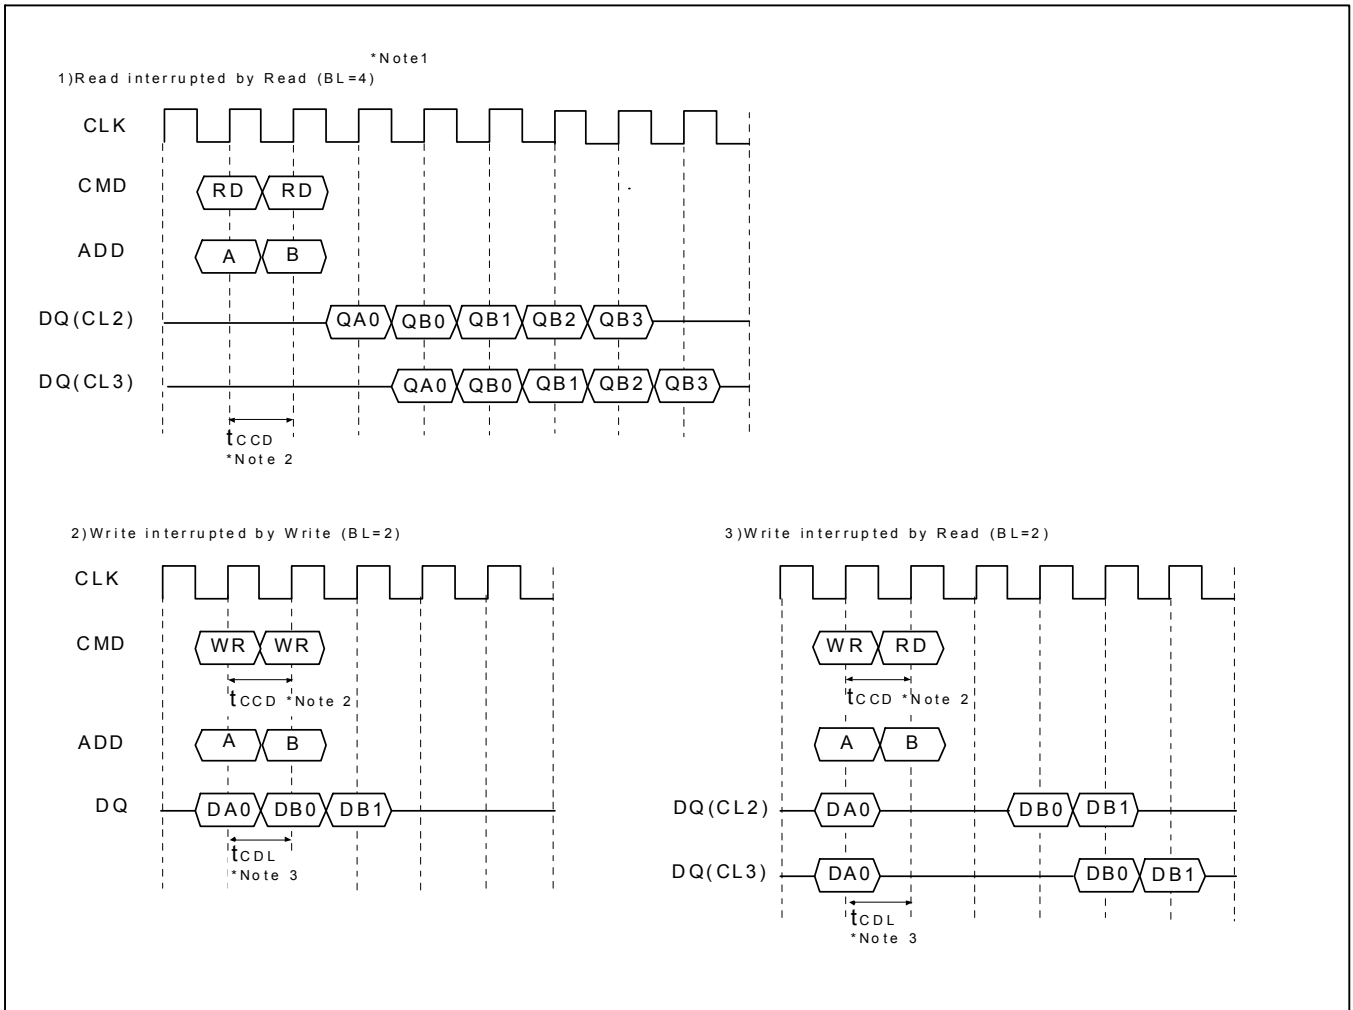 *Note1
1)Read interrupted by Read (BL=4)
CLK
CMD RD RD
ADD A B
DQ(CL2) QA0 QB0 QB1 QB2 QB3
DQ(CL3) QA0 QB0 QB1 QB2 QB3
tCCD
*Note 2
2)Write interrupted by Write (BL=2)
CLK
CMD WR WR
tCCD *Note 2
ADD A B
DQ DA0 DB0 DB1
tCDL
*Note 3
3)Write interrupted by Read (BL=2)
CMD WR RD
tCCD *Note 2
A B
DQ(CL2) DA0 DB0 DB1
DQ(CL3) DA0 DB0 DB1
tCDL
*Note 3